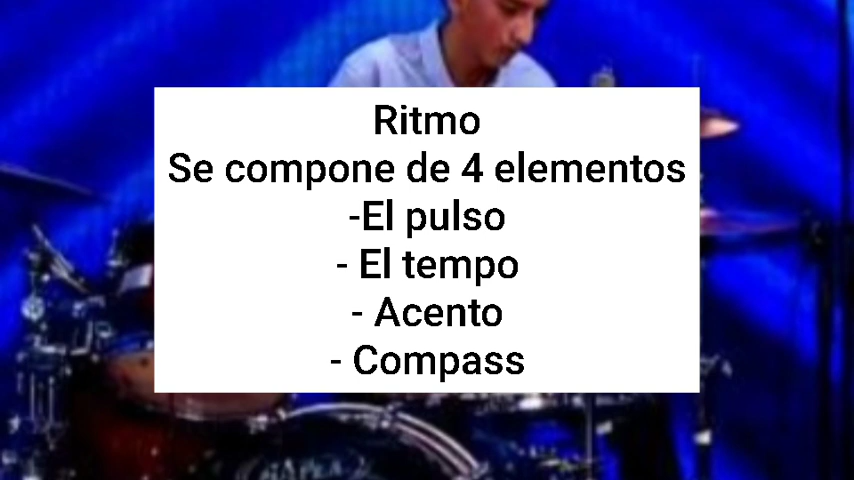 Ritmo
Se compone de 4 elementos
-El pulso
- El tempo
- Acento
- Compass